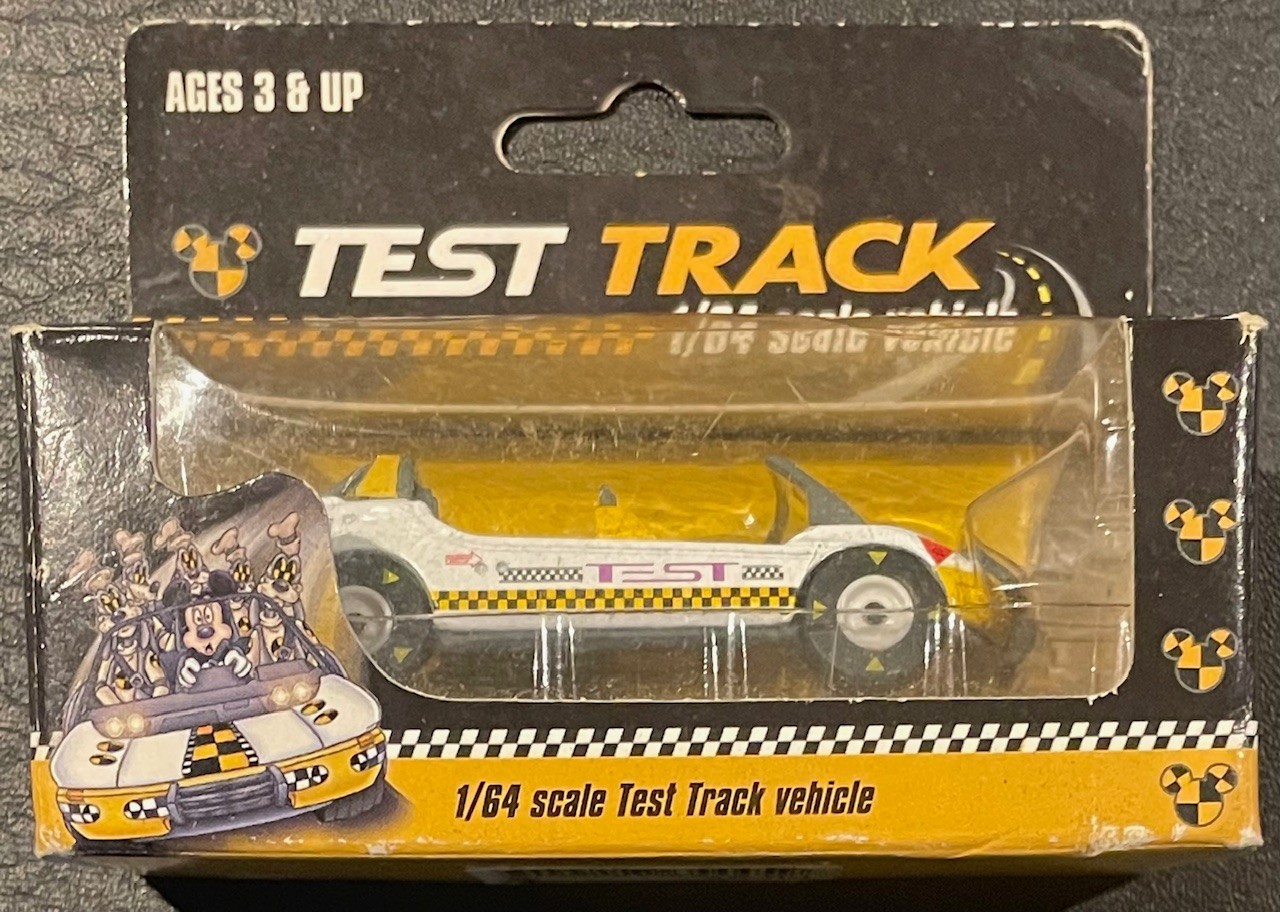 AGES 3 & UP
TEST TRACK
1/64 scale vehicle
TEST
1/64 scale Test Track vehicle